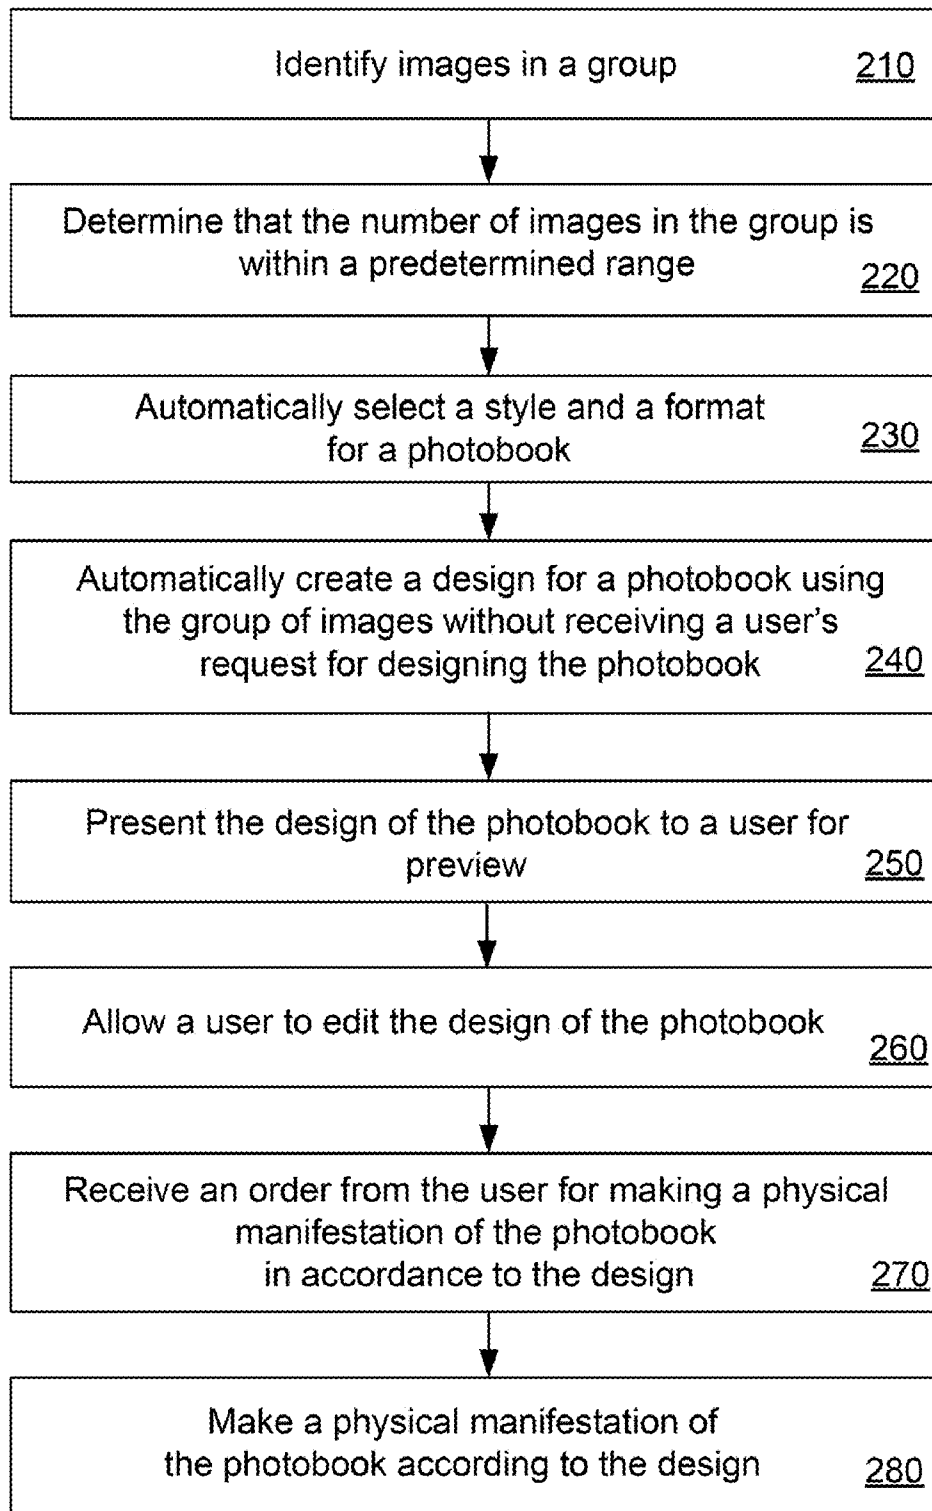 Identify images in a group
210
Determine that the number of images in the group is
within a predetermined range
220
Automatically select a style and a format
for a photobook
230
Automatically create a design for a photobook using
the group of images without receiving a user's
request for designing the photobook
240
Present the design of the photobook to a user for
preview
250
Allow a user to edit the design of the photobook
260
Receive an order from the user for making a physical
manifestation of the photobook
in accordance to the design
270
Make a physical manifestation of
the photobook according to the design
280